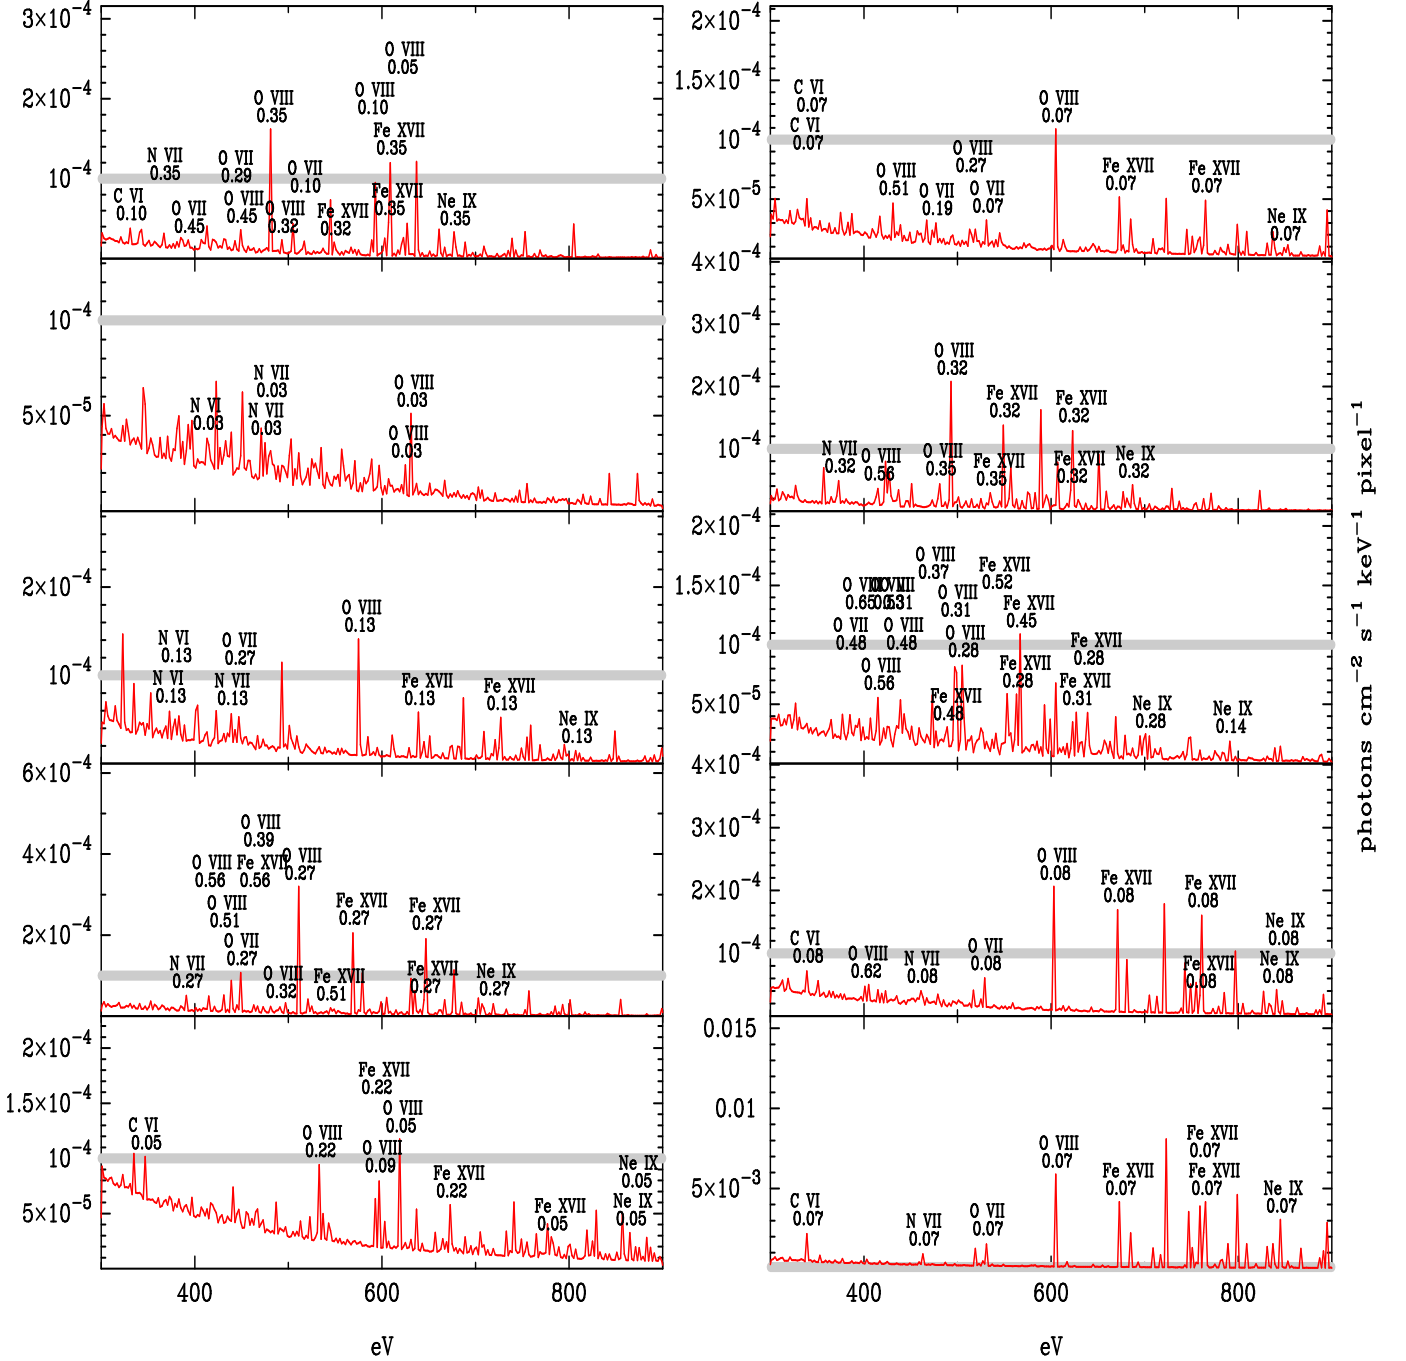 3×10⁻⁴
2×10⁻⁴
10⁻⁴
O VIII
0.05
O VIII
0.10
O VIII
0.35
Fe XVII
0.35
N VII
0.35
O VII
0.29
O VII
0.10
C VI
0.10
O VII
0.45
O VIII
0.45
O VIII
0.32
Fe XVII
0.32
Fe XVII
0.35
Ne IX
0.35
2×10⁻⁴
1.5×10⁻⁴
10⁻⁴
5×10⁻⁵
C VI
0.07
C VI
0.07
O VIII
0.07
O VIII
0.51
O VIII
0.27
O VII
0.19
O VII
0.07
Fe XVII
0.07
Fe XVII
0.07
Ne IX
0.07
10⁻⁴
5×10⁻⁵
N VI
0.03
N VII
0.03
N VII
0.03
O VIII
0.03
O VIII
0.03
4×10⁻⁴
3×10⁻⁴
2×10⁻⁴
10⁻⁴
O VIII
0.32
Fe XVII
0.32
Fe XVII
0.32
N VII
0.32
O VIII
0.56
O VIII
0.35
Fe XVII
0.35
Fe XVII
0.32
Ne IX
0.32
2×10⁻⁴
10⁻⁴
N VI
0.13
N VI
0.13
O VII
0.27
N VII
0.13
O VIII
0.13
Fe XVII
0.13
Fe XVII
0.13
Ne IX
0.13
2×10⁻⁴
1.5×10⁻⁴
10⁻⁴
5×10⁻⁵
O VIII
0.37
Fe XVII
0.52
0.65
0.31
O VIII
0.31
Fe XVII
0.45
O VII
0.48
O VIII
0.48
O VIII
0.28
Fe XVII
0.28
O VIII
0.56
Fe XVII
0.28
Fe XVII
0.31
Fe XVII
0.48
Ne IX
0.28
Ne IX
0.14
6×10⁻⁴
4×10⁻⁴
2×10⁻⁴
O VIII
0.39
O VIII
0.56
Fe XVII
0.56
O VIII
0.27
O VIII
0.51
O VII
0.27
N VII
0.27
O VIII
0.32
Fe XVII
0.51
Fe XVII
0.27
Fe XVII
0.27
Fe XVII
0.27
Ne IX
0.27
4×10⁻⁴
3×10⁻⁴
2×10⁻⁴
10⁻⁴
O VIII
0.08
Fe XVII
0.08
Fe XVII
0.08
C VI
0.08
O VIII
0.62
N VII
0.08
O VII
0.08
Fe XVII
0.08
Ne IX
0.08
Ne IX
0.08
2×10⁻⁴
1.5×10⁻⁴
10⁻⁴
5×10⁻⁵
C VI
0.05
O VIII
0.22
Fe XVII
0.22
O VIII
0.05
O VIII
0.09
Fe XVII
0.22
Fe XVII
0.05
Ne IX
0.05
Ne IX
0.05
400
600
800
eV
0.015
0.01
5×10⁻³
C VI
0.07
N VII
0.07
O VII
0.07
O VIII
0.07
Fe XVII
0.07
Fe XVII
0.07
Fe XVII
0.07
Ne IX
0.07
400
600
800
eV
photons cm⁻² s⁻¹ keV⁻¹ pixel⁻¹